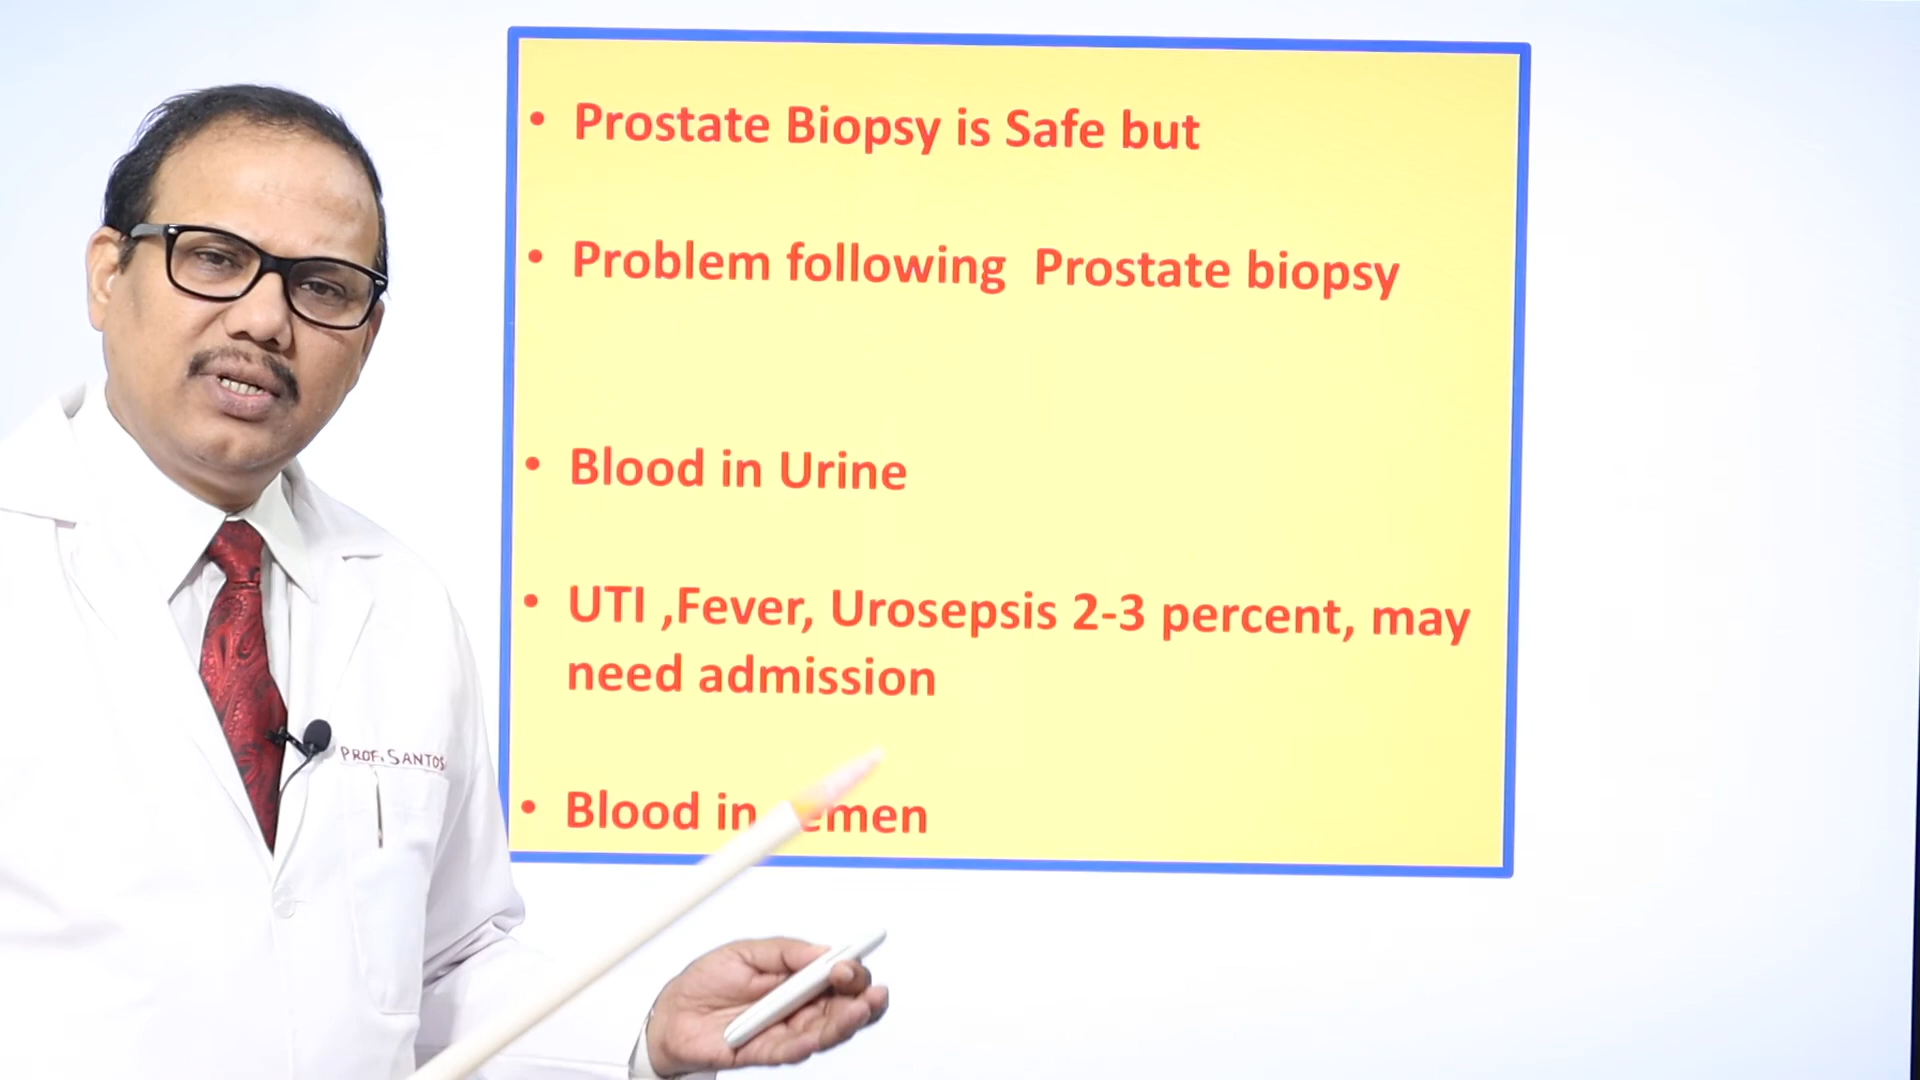 • Prostate Biopsy is Safe but
• Problem following Prostate biopsy
• Blood in Urine
• UTI ,Fever, Urosepsis 2-3 percent, may
need admission
• Blood in
PROF. SANTOS